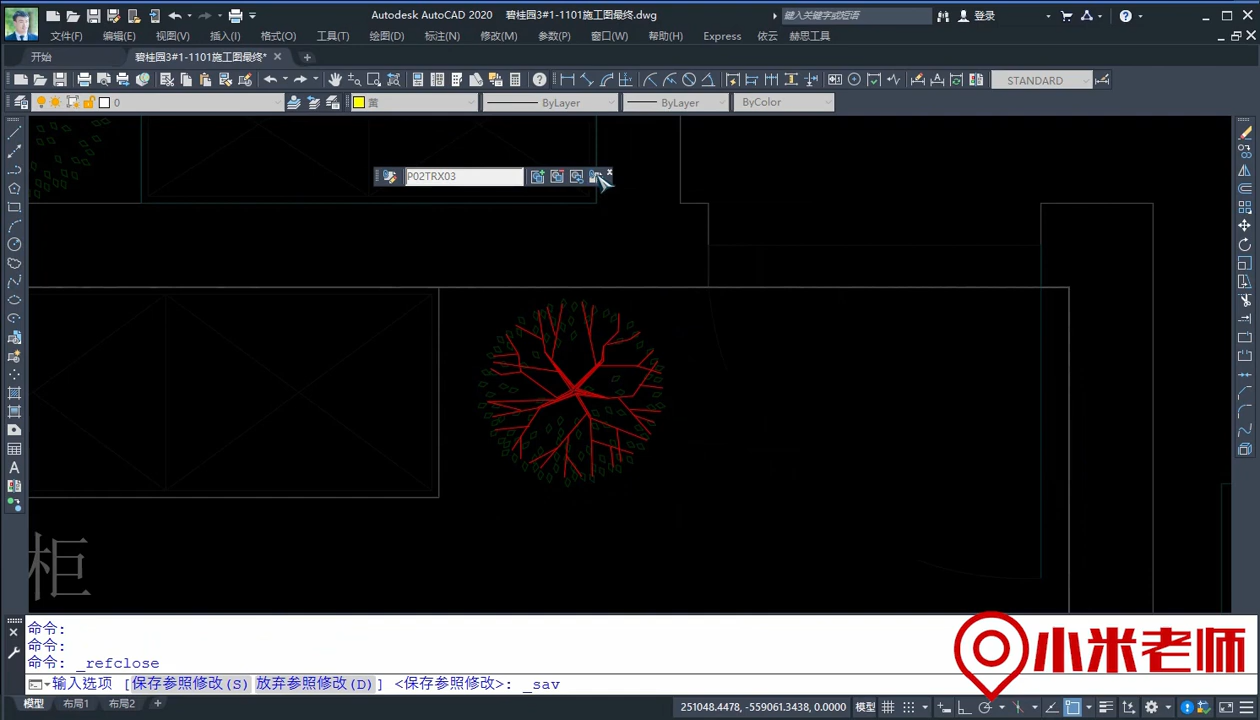 Autodesk AutoCAD 2020 碧桂园3#1-1101施工图最终.dwg
键入关键字或短语
登录
文件(F) 编辑(E) 视图(V) 插入(I) 格式(O) 工具(T) 绘图(D) 标注(N) 修改(M) 参数(P) 窗口(W) 帮助(H) Express 依云 赫思工具
开始 碧桂园3#1-1101施工图最终*
STANDARD
0 黄 ByLayer ByLayer ByColor
P02TRX03
柜
命令:
命令:
命令: _refclose
输入选项 [保存参照修改(S) 放弃参照修改(D)] <保存参照修改>: _sav
小米老师
模型 布局1 布局2 + 251048.4478, -559061.3438, 0.0000 模型